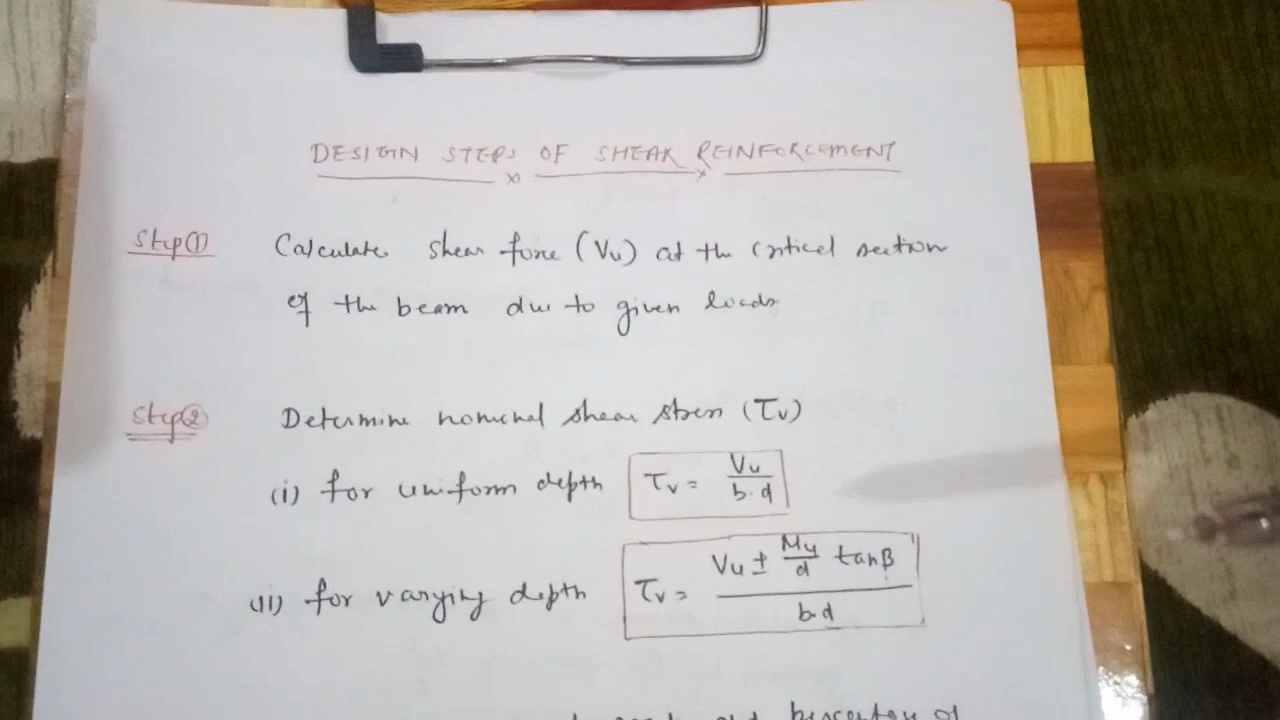 DESIGN STEPS OF SHEAR REINFORCEMENT
Step(1) Calculate shear force (Vu) at the critical section
of the beam due to given loads
Step(2) Determine nominal shear stress (τv)
(i) for uniform depth τv = Vu / b.d
(ii) for varying depth τv = (Vu ± Mu/d tanβ) / b.d